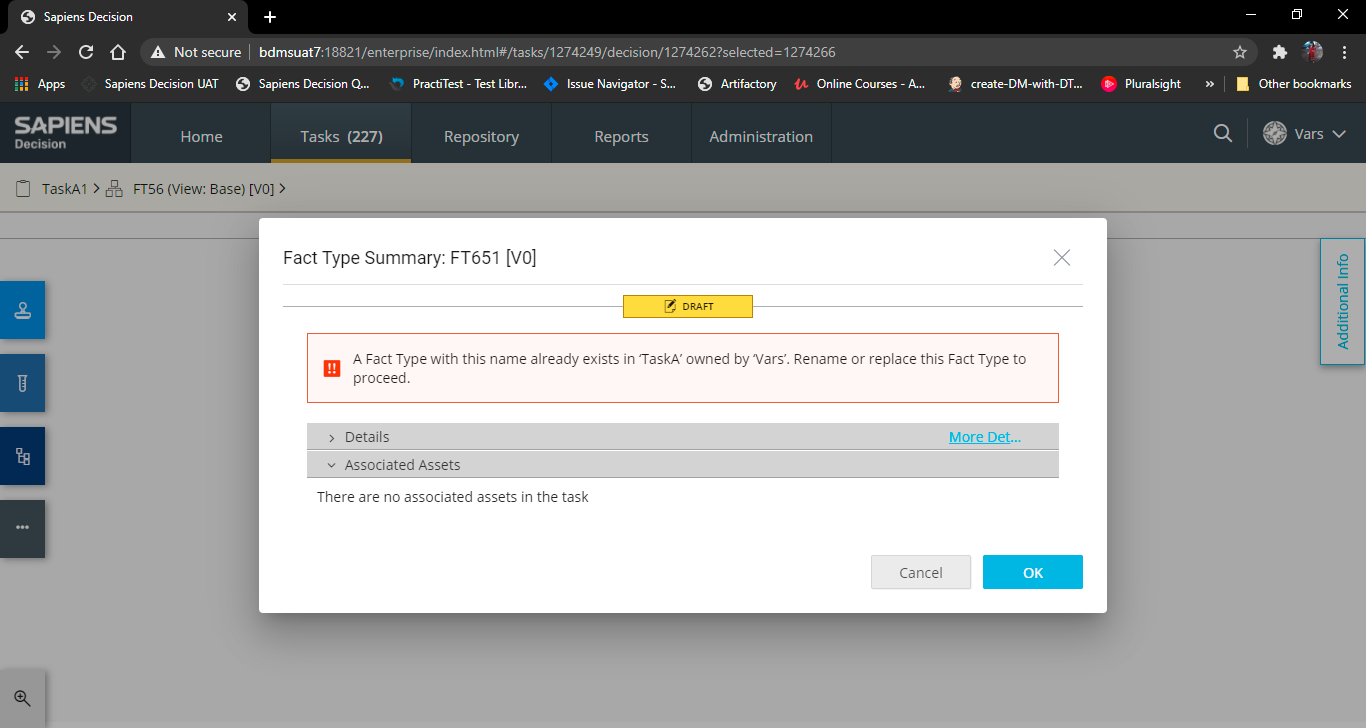 Sapiens Decision
Not secure bdmsuat7:18821/enterprise/index.html#/tasks/1274249/decision/1274262?selected=1274266
Apps Sapiens Decision UAT Sapiens Decision Q... PractiTest - Test Libr... Issue Navigator - S... Artifactory Online Courses - A... create-DM-with-DT... Pluralsight » Other bookmarks
SAPIENS
Decision
Home Tasks (227) Repository Reports Administration Vars
TaskA1 > FT56 (View: Base) [V0] >
Fact Type Summary: FT651 [V0]
DRAFT
A Fact Type with this name already exists in ‘TaskA’ owned by ‘Vars’. Rename or replace this Fact Type to
proceed.
Details More Det...
Associated Assets
There are no associated assets in the task
Cancel OK
Additional Info